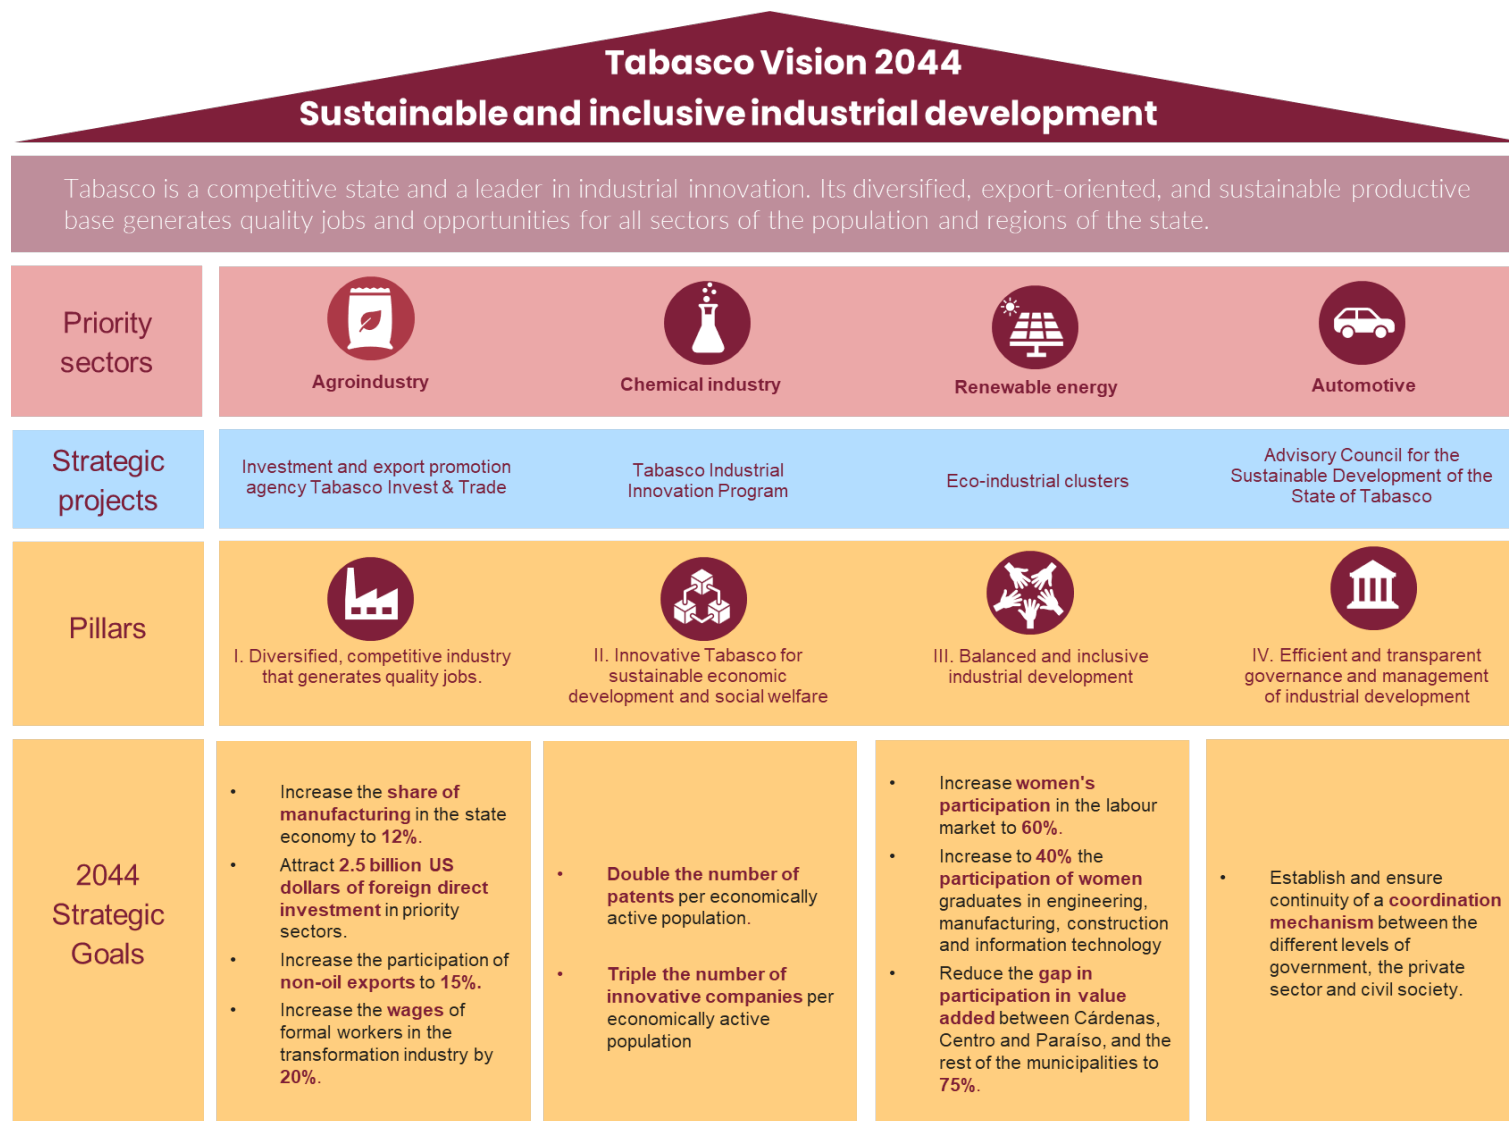 Tabasco Vision 2044
Sustainable and inclusive industrial development
Tabasco is a competitive state and a leader in industrial innovation. Its diversified, export-oriented, and sustainable productive
base generates quality jobs and opportunities for all sectors of the population and regions of the state.
Priority
sectors
Agroindustry
Chemical industry
Renewable energy
Automotive
Strategic
projects
Investment and export promotion
agency Tabasco Invest & Trade
Tabasco Industrial
Innovation Program
Eco-industrial clusters
Advisory Council for the
Sustainable Development of the
State of Tabasco
Pillars
I. Diversified, competitive industry
that generates quality jobs.
II. Innovative Tabasco for
sustainable economic
development and social welfare
III. Balanced and inclusive
industrial development
IV. Efficient and transparent
governance and management
of industrial development
2044
Strategic
Goals
• Increase the share of
manufacturing in the state
economy to 12%.
• Attract 2.5 billion US
dollars of foreign direct
investment in priority
sectors.
• Increase the participation of
non-oil exports to 15%.
• Increase the wages of
formal workers in the
transformation industry by
20%.
• Double the number of
patents per economically
active population.
• Triple the number of
innovative companies per
economically active
population
• Increase women's
participation in the labour
market to 60%.
• Increase to 40% the
participation of women
graduates in engineering,
manufacturing, construction
and information technology
• Reduce the gap in
participation in value
added between Cárdenas,
Centro and Paraíso, and the
rest of the municipalities to
75%.
• Establish and ensure
continuity of a coordination
mechanism between the
different levels of
government, the private
sector and civil society.